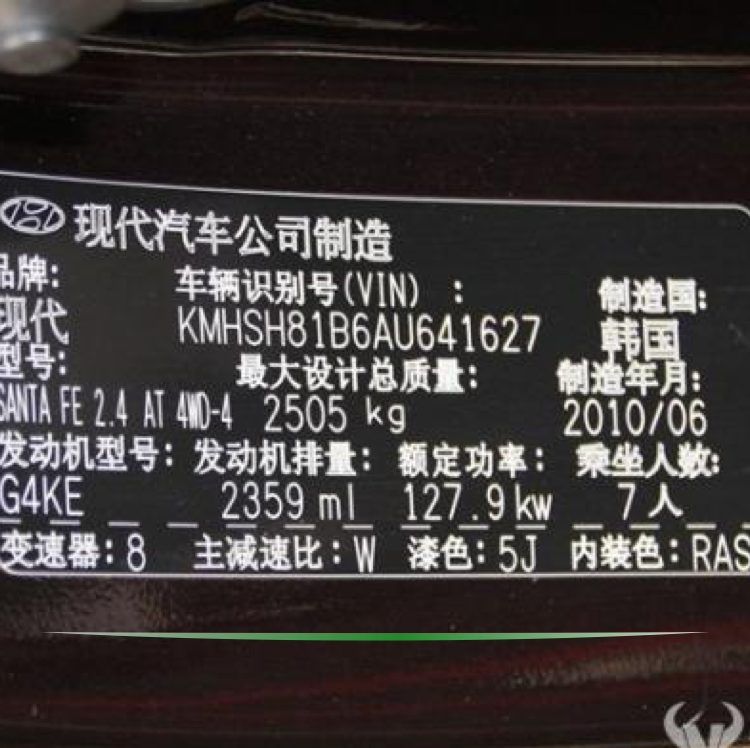 现代汽车公司制造
品牌: 车辆识别号(VIN) : 制造国:
现代 KMHSH81B6AU641627 韩国
型号: 最大设计总质量: 制造年月:
SANTA FE 2.4 AT 4WD-4 2505 kg 2010/06
发动机型号: 发动机排量: 额定功率: 乘坐人数:
G4KE 2359 ml 127.9 kw 7人
变速器:8 主减速比:W 漆色:5J 内装色:RAS